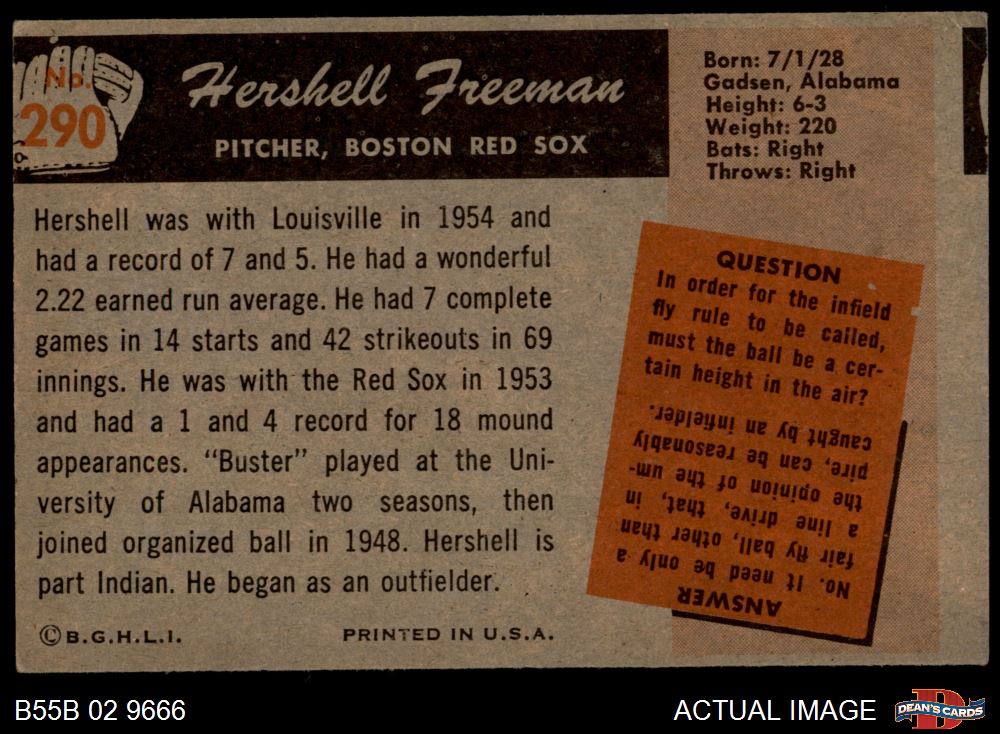 No.
290
Hershell Freeman
PITCHER, BOSTON RED SOX
Born: 7/1/28
Gadsen, Alabama
Height: 6-3
Weight: 220
Bats: Right
Throws: Right
Hershell was with Louisville in 1954 and
had a record of 7 and 5. He had a wonderful
2.22 earned run average. He had 7 complete
games in 14 starts and 42 strikeouts in 69
innings. He was with the Red Sox in 1953
and had a 1 and 4 record for 18 mound
appearances. “Buster” played at the Uni-
versity of Alabama two seasons, then
joined organized ball in 1948. Hershell is
part Indian. He began as an outfielder.
©B.G.H.L.I.
PRINTED IN U.S.A.
QUESTION
In order for the infield
fly rule to be called,
must the ball be a cer-
tain height in the air?
ANSWER
No. It need be only a
fair fly ball, other than
a line drive, that, in
the opinion of the um-
pire, can be reasonably
caught by an infielder.
B55B 02 9666
ACTUAL IMAGE
DEAN'S CARDS